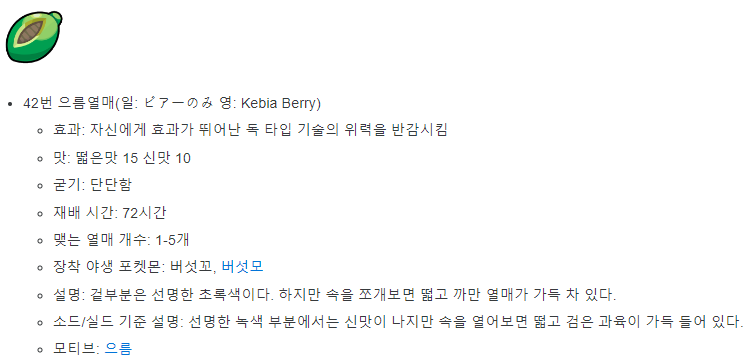 42번 으름열매(일: ビアーのみ 영: Kebia Berry)
효과: 자신에게 효과가 뛰어난 독 타입 기술의 위력을 반감시킴
맛: 떫은맛 15 신맛 10
굳기: 단단함
재배 시간: 72시간
맺는 열매 개수: 1-5개
장착 야생 포켓몬: 버섯꼬, 버섯모
설명: 겉부분은 선명한 초록색이다. 하지만 속을 쪼개보면 떫고 까만 열매가 가득 차 있다.
소드/실드 기준 설명: 선명한 녹색 부분에서는 신맛이 나지만 속을 열어보면 떫고 검은 과육이 가득 들어 있다.
모티브: 으름